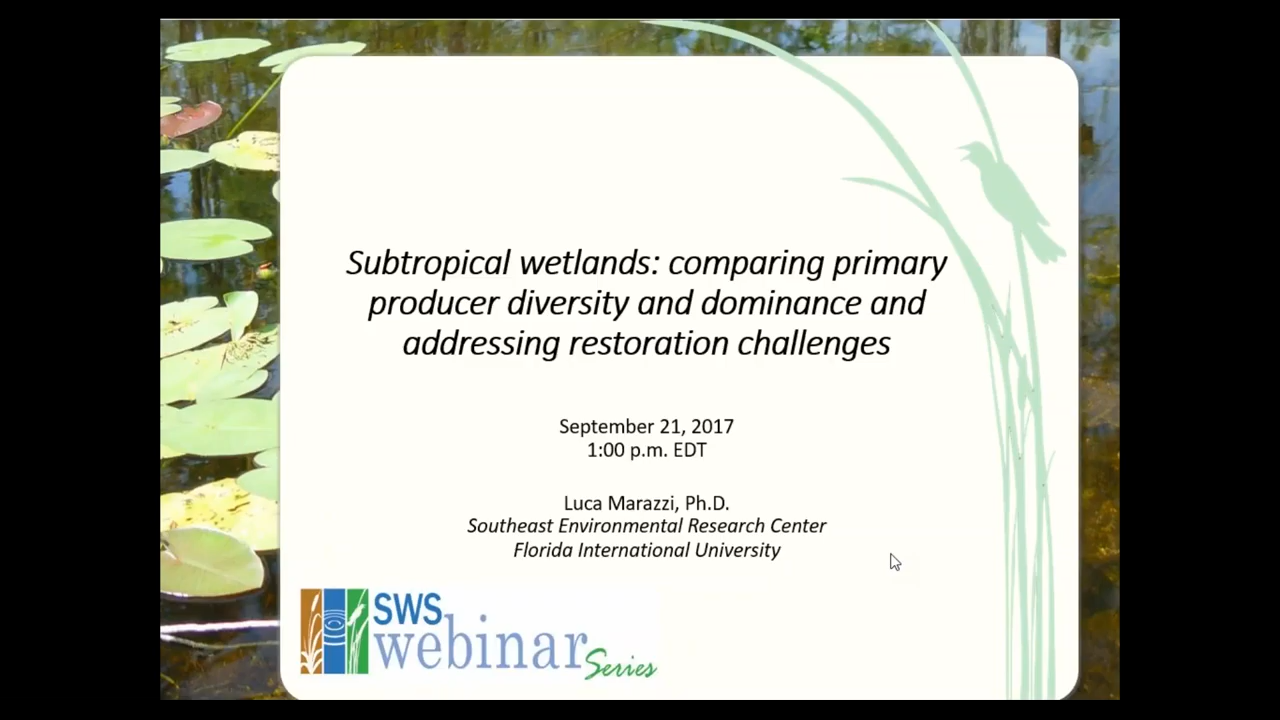 Subtropical wetlands: comparing primary
producer diversity and dominance and
addressing restoration challenges
September 21, 2017
1:00 p.m. EDT
Luca Marazzi, Ph.D.
Southeast Environmental Research Center
Florida International University
SWS
webinar
Series